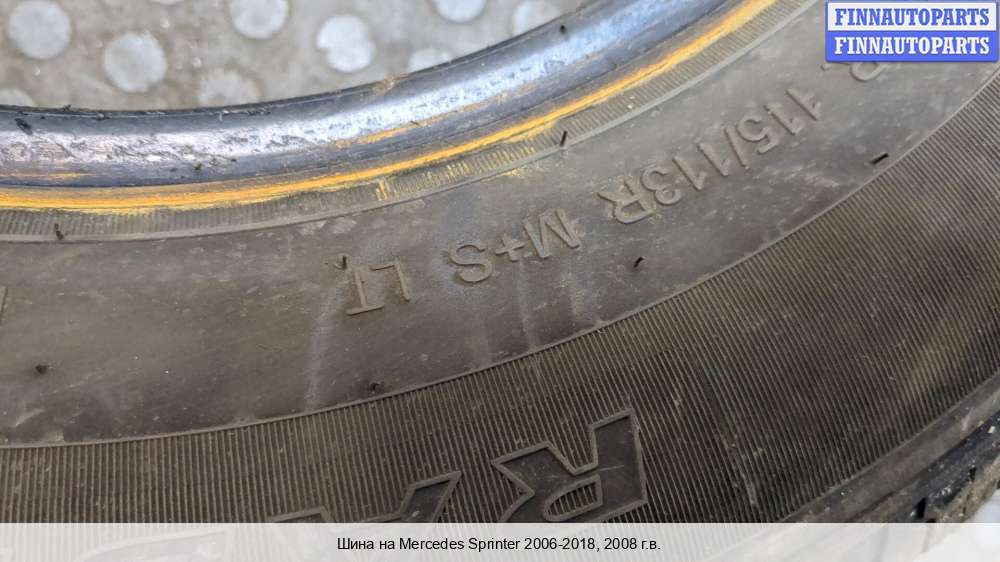 FINNAUTOPARTS
FINNAUTOPARTS
115/113R M+S LT
Шина на Mercedes Sprinter 2006-2018, 2008 г.в.